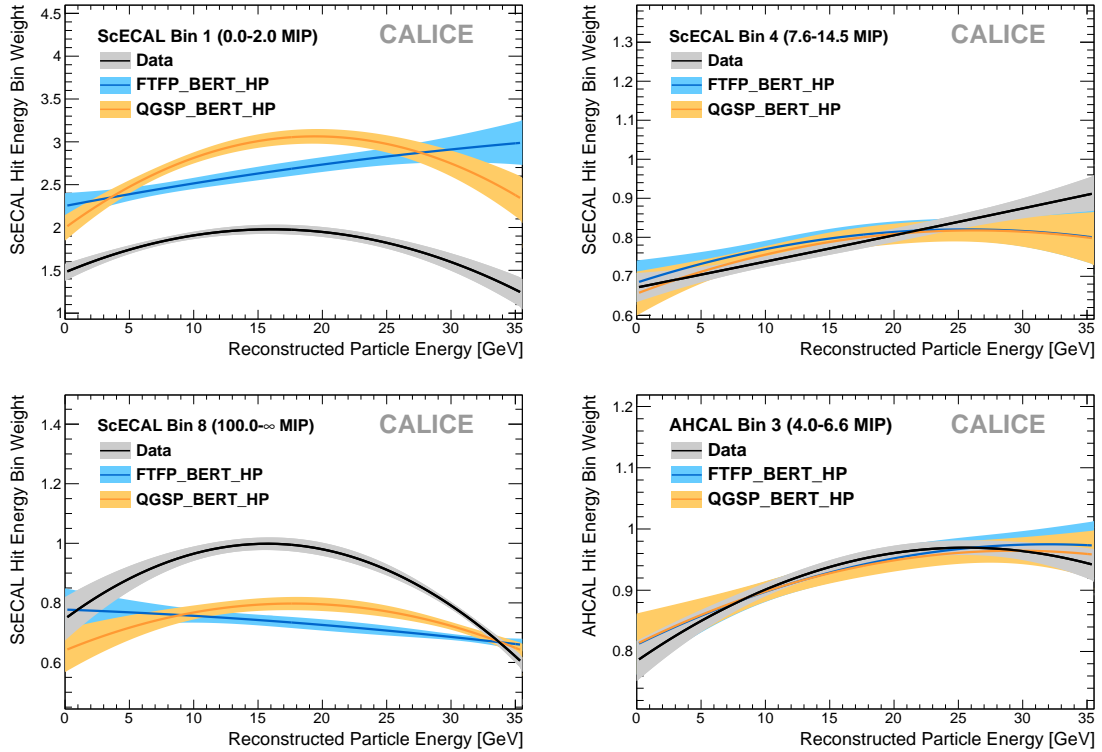 ScECAL Hit Energy Bin Weight
4.5
4
3.5
3
2.5
2
1.5
1
ScECAL Bin 1 (0.0-2.0 MIP)
CALICE
Data
FTFP_BERT_HP
QGSP_BERT_HP
0 5 10 15 20 25 30 35
Reconstructed Particle Energy [GeV]
ScECAL Hit Energy Bin Weight
1.3
1.2
1.1
1
0.9
0.8
0.7
0.6
ScECAL Bin 4 (7.6-14.5 MIP)
CALICE
Data
FTFP_BERT_HP
QGSP_BERT_HP
0 5 10 15 20 25 30 35
Reconstructed Particle Energy [GeV]
ScECAL Hit Energy Bin Weight
1.4
1.2
1.0
0.8
0.6
ScECAL Bin 8 (100.0-∞ MIP)
CALICE
Data
FTFP_BERT_HP
QGSP_BERT_HP
0 5 10 15 20 25 30 35
Reconstructed Particle Energy [GeV]
AHCAL Hit Energy Bin Weight
1.2
1.1
1.0
0.9
0.8
AHCAL Bin 3 (4.0-6.6 MIP)
CALICE
Data
FTFP_BERT_HP
QGSP_BERT_HP
0 5 10 15 20 25 30 35
Reconstructed Particle Energy [GeV]